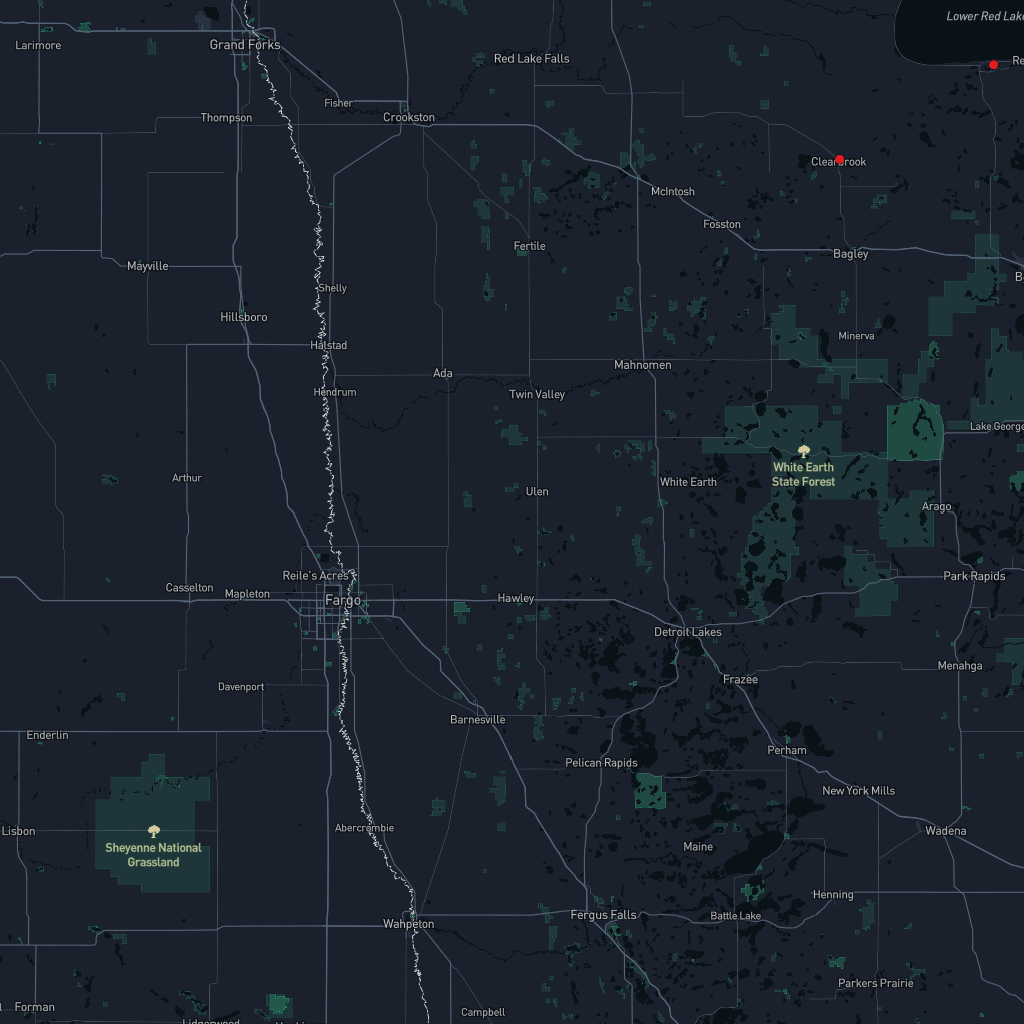 Lower Red Lake
Larimore
Grand Forks
Red Lake Falls
Re
Fisher
Thompson
Crookston
Clearbrook
McIntosh
Fosston
Fertile
Bagley
Mayville
B
Shelly
Hillsboro
Minerva
Halstad
Mahnomen
Ada
Hendrum
Twin Valley
Lake George
White Earth
State Forest
Arthur
White Earth
Ulen
Arago
Reile's Acres
Park Rapids
Casselton
Mapleton
Fargo
Hawley
Detroit Lakes
Menahga
Frazee
Davenport
Barnesville
Enderlin
Perham
Pelican Rapids
New York Mills
Lisbon
Abercrombie
Wadena
Sheyenne National
Grassland
Maine
Henning
Wahpeton
Fergus Falls
Battle Lake
Parkers Prairie
Forman
Campbell
Lidgerwood